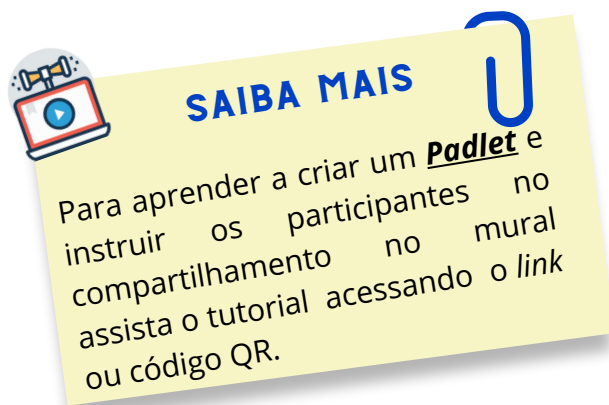 SAIBA MAIS
Para aprender a criar um Padlet e
instruir os participantes no
compartilhamento no mural
assista o tutorial acessando o link
ou código QR.